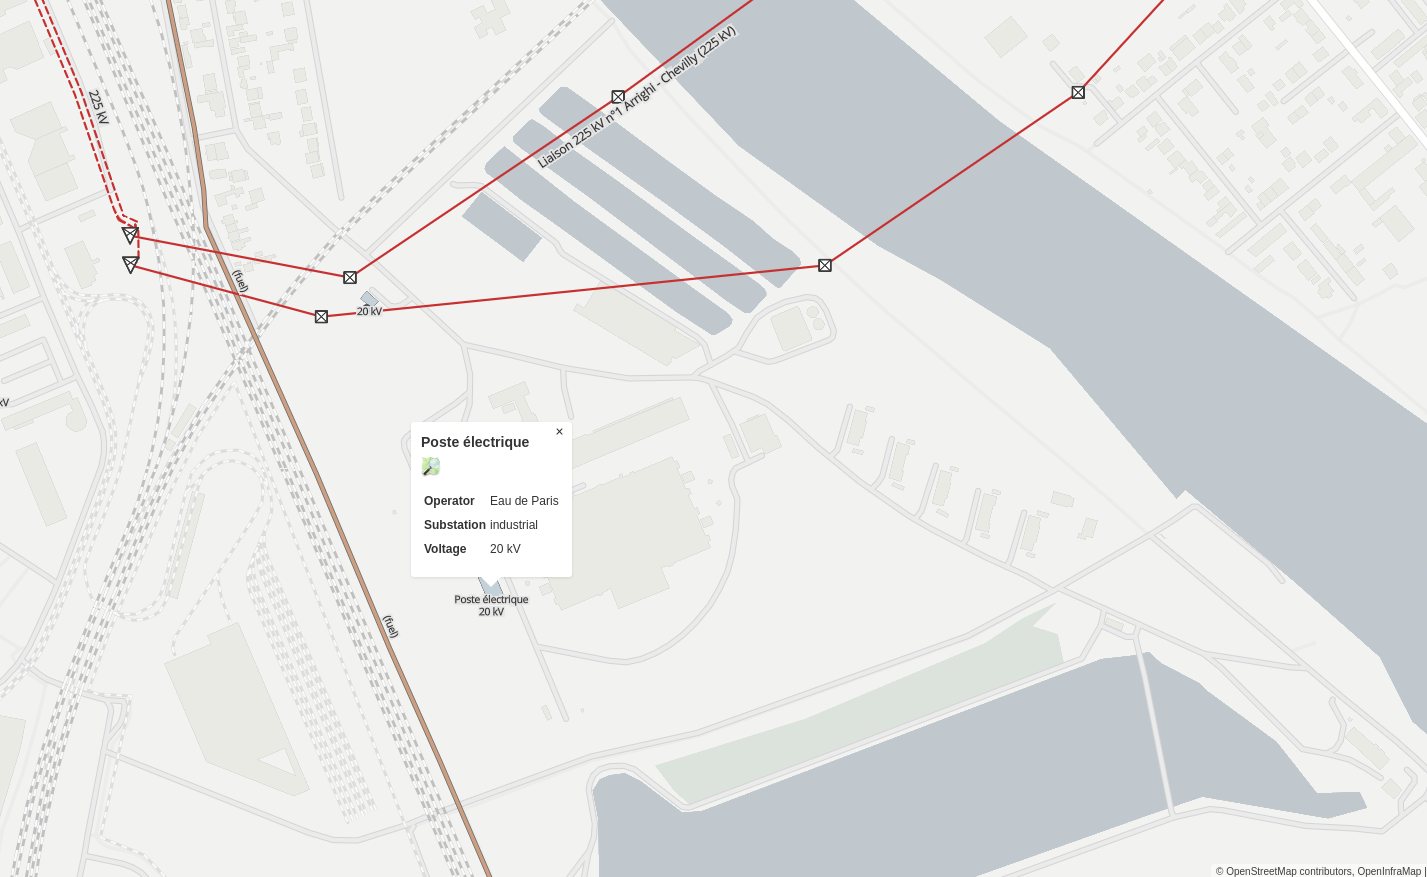 Liaison 225 kV n°1 Arrighi - Chevilly (225 kV)
225 kV
(fuel)
20 kV
kV
Poste électrique
×
Operator Eau de Paris
Substation industrial
Voltage 20 kV
Poste électrique
20 kV
(fuel)
© OpenStreetMap contributors, OpenInfraMap